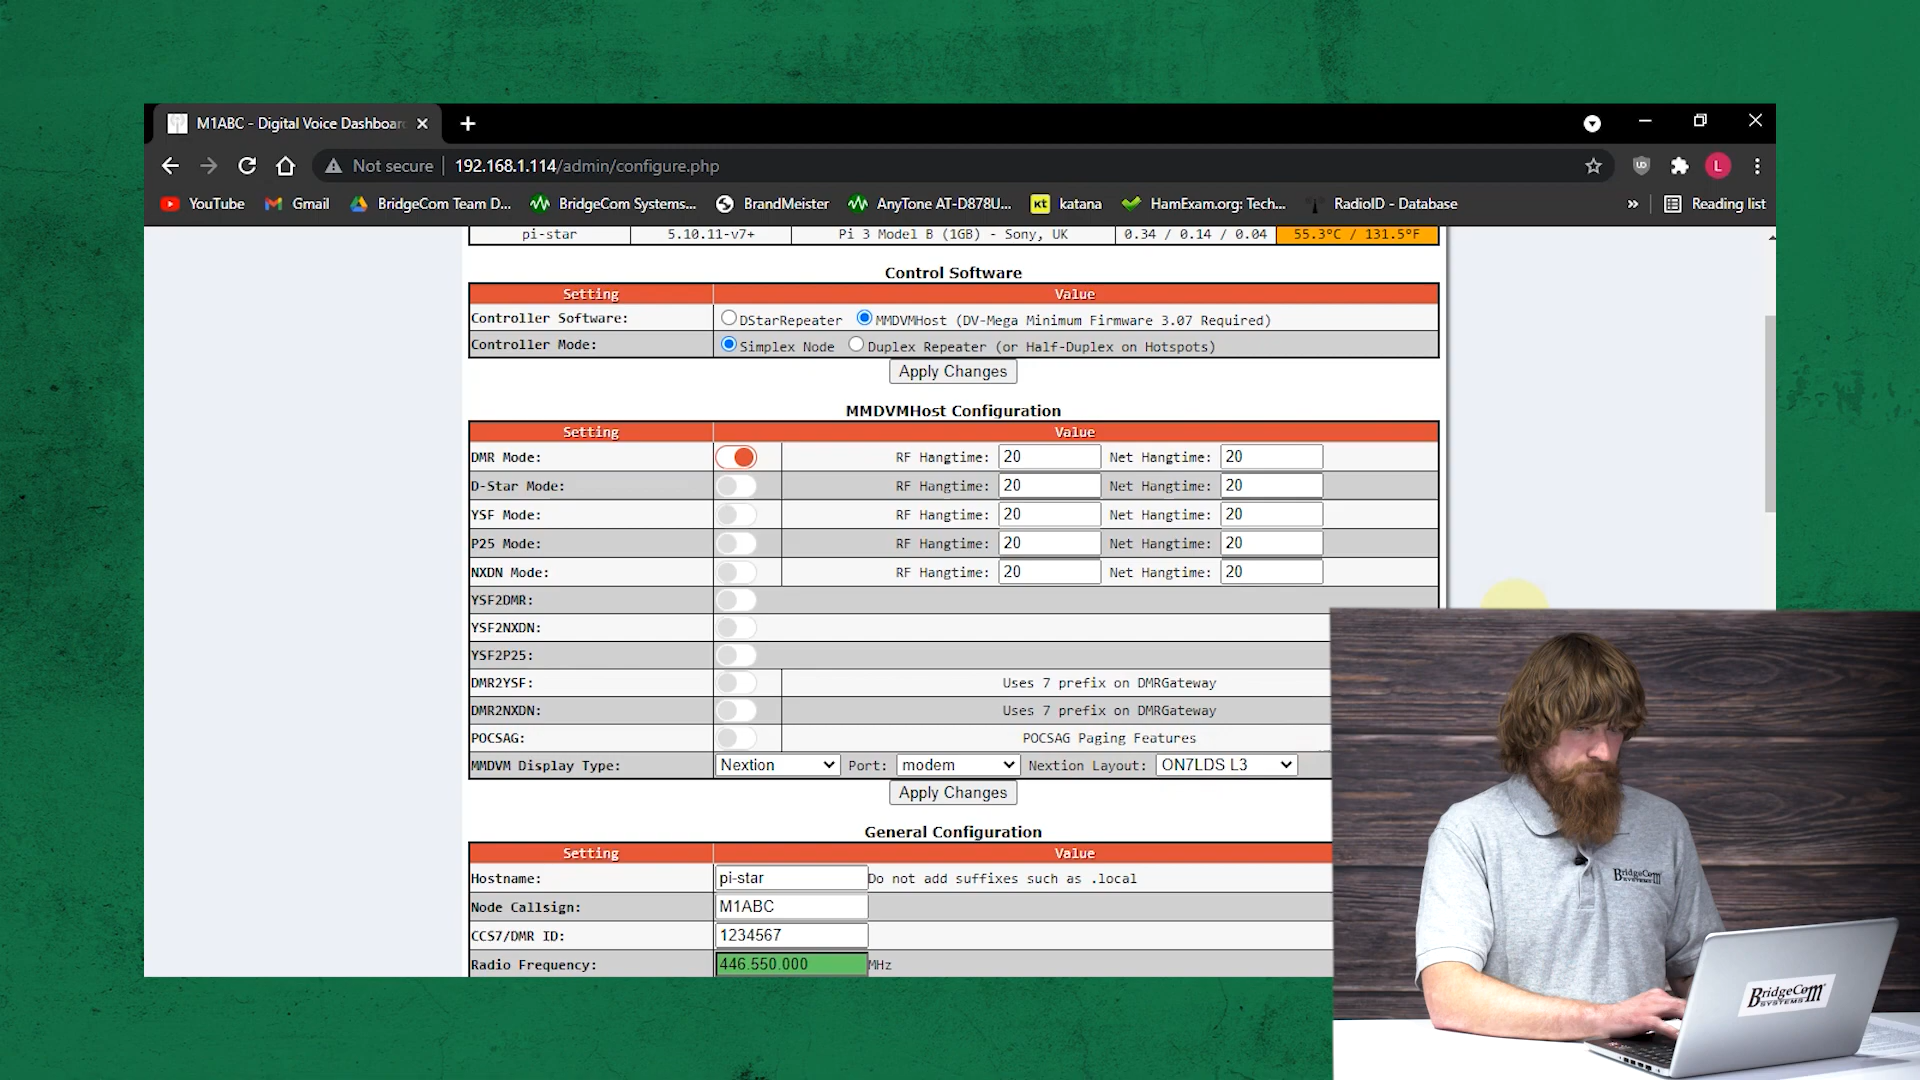 M1ABC - Digital Voice Dashboar
Not secure 192.168.1.114/admin/configure.php
L
YouTube Gmail BridgeCom Team D... BridgeCom Systems... BrandMeister AnyTone AT-D878U... kt katana HamExam.org: Tech... RadioID - Database » Reading list
pi-star 5.10.11-v7+ Pi 3 Model B (1GB) - Sony, UK 0.34 / 0.14 / 0.04 55.3ºC / 131.5ºF
Control Software
Setting Value
Controller Software: DStarRepeater MMDVMHost (DV-Mega Minimum Firmware 3.07 Required)
Controller Mode: Simplex Node Duplex Repeater (or Half-Duplex on Hotspots)
Apply Changes
MMDVMHost Configuration
Setting Value
DMR Mode: RF Hangtime: 20 Net Hangtime: 20
D-Star Mode: RF Hangtime: 20 Net Hangtime: 20
YSF Mode: RF Hangtime: 20 Net Hangtime: 20
P25 Mode: RF Hangtime: 20 Net Hangtime: 20
NXDN Mode: RF Hangtime: 20 Net Hangtime: 20
YSF2DMR:
YSF2NXDN:
YSF2P25:
DMR2YSF: Uses 7 prefix on DMRGateway
DMR2NXDN: Uses 7 prefix on DMRGateway
POCSAG: POCSAG Paging Features
MMDVM Display Type: Nextion Port: modem Nextion Layout: ON7LDS L3
Apply Changes
General Configuration
Setting Value
Hostname: pi-star Do not add suffixes such as .local
Node Callsign: M1ABC
CCS7/DMR ID: 1234567
Radio Frequency: 446.550.000 MHz
BridgeCom
SYSTEMS
BridgeCom
SYSTEMS